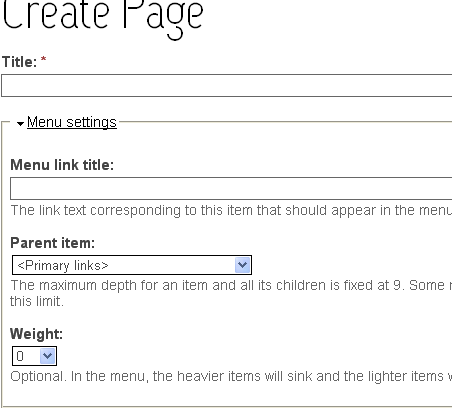 Create Page
Title: *
Menu settings
Menu link title:
The link text corresponding to this item that should appear in the menu
Parent item:
<Primary links>
The maximum depth for an item and all its children is fixed at 9. Some
this limit.
Weight:
0
Optional. In the menu, the heavier items will sink and the lighter items